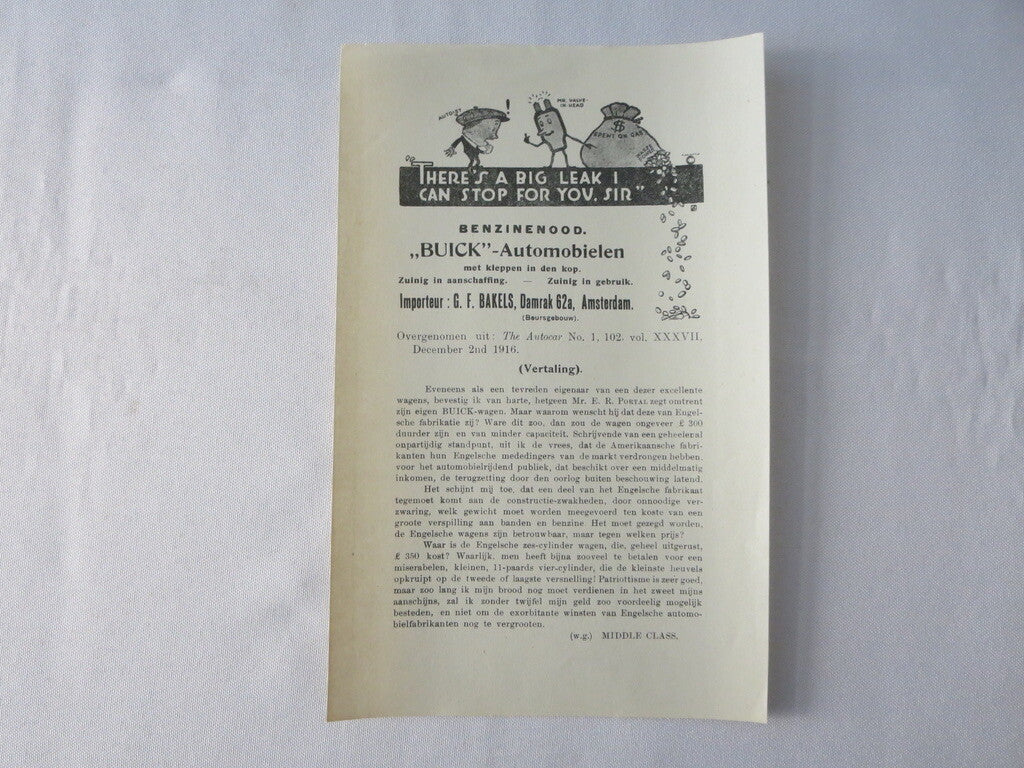 AUTOIST
!
MR. VALVE-
IN HEAD
$
SPENT ON GAS
"THERE'S A BIG LEAK I
CAN STOP FOR YOU, SIR"
BENZINENOOD.
„BUICK"-Automobielen
met kleppen in den kop.
Zuinig in aanschaffing. — Zuinig in gebruik.
Importeur : G. F. BAKELS, Damrak 62a, Amsterdam.
(Beursgebouw).
Overgenomen uit: The Autocar No. 1, 102. vol. XXXVII,
December 2nd 1916.
(Vertaling).
Eveneens als een tevreden eigenaar van een dezer excellente
wagens, bevestig ik van harte, hetgeen Mr. E. R. PORTAL zegt omtrent
zijn eigen BUICK-wagen. Maar waarom wenscht hij dat deze van Engel-
sche fabrikatie zij? Ware dit zoo, dan zou de wagen ongeveer £ 300
duurder zijn en van minder capaciteit. Schrijvende van een geheelenal
onpartijdig standpunt, uit ik de vrees, dat de Amerikaansche fabri-
kanten hun Engelsche mededingers van de markt verdrongen hebben,
voor het automobielrijdend publiek, dat beschikt over een middelmatig
inkomen, de terugzetting door den oorlog buiten beschouwing latend.
Het schijnt mij toe, dat een deel van het Engelsche fabrikaat
tegemoet komt aan de constructie-zwakheden, door onnoodige ver-
zwaring, welk gewicht moet worden meegevoerd ten koste van een
groote verspilling aan banden en benzine. Het moet gezegd worden,
de Engelsche wagens zijn betrouwbaar, maar tegen welken prijs?
Waar is de Engelsche zes-cylinder wagen, die, geheel uitgerust,
£ 350 kost? Waarlijk, men heeft bijna zooveel te betalen voor een
miserabelen, kleinen, 11-paards vier-cylinder, die de kleinste heuvels
opkruipt op de tweede of laagste versnelling! Patriottisme is zeer goed,
maar zoo lang ik mijn brood nog moet verdienen in het zweet mijns
aanschijns, zal ik zonder twijfel mijn geld zoo voordeelig mogelijk
besteden, en niet om de exorbitante winsten van Engelsche automo-
bielfabrikanten nog te vergrooten.
(w.g.) MIDDLE CLASS.